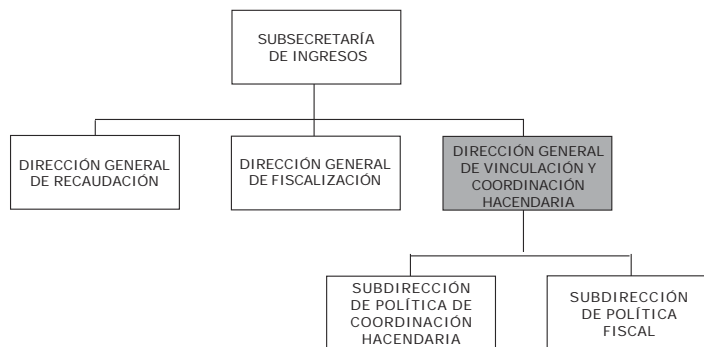 SUBSECRETARÍA
DE INGRESOS
DIRECCIÓN GENERAL
DE RECAUDACIÓN
DIRECCIÓN GENERAL
DE FISCALIZACIÓN
DIRECCIÓN GENERAL
DE VINCULACIÓN Y
COORDINACIÓN
HACENDARIA
SUBDIRECCIÓN
DE POLÍTICA DE
COORDINACIÓN
HACENDARIA
SUBDIRECCIÓN
DE POLÍTICA
FISCAL